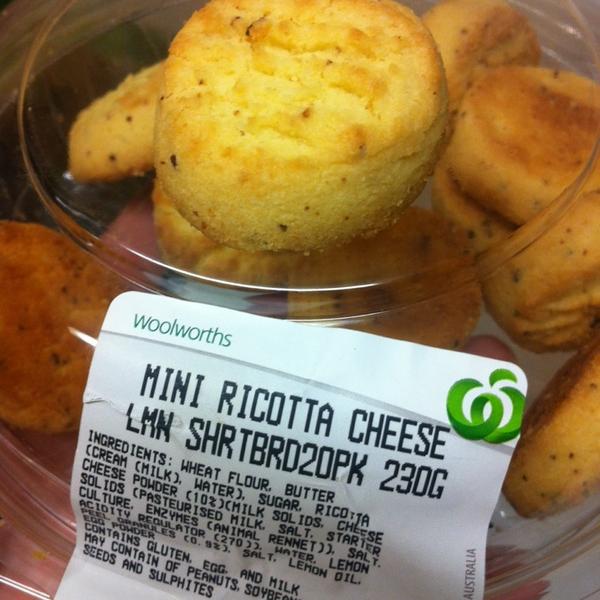 Woolworths
MINI RICOTTA CHEESE
LMN SHRTBRD20PK 230G
INGREDIENTS: WHEAT FLOUR, BUTTER
(CREAM (MILK), WATER), SUGAR, RICOTTA
CHEESE POWDER (10%)(MILK SOLIDS, CHEESE
SOLIDS (PASTEURISED MILK, SALT, STARTER
CULTURE, ENZYMES (ANIMAL RENNET)), SALT,
ACIDITY REGULATOR (270)), WATER, LEMON
PEEL GRANULES (0.9%), SALT, LEMON OIL,
EGG POWDER.
CONTAINS GLUTEN, EGG, AND MILK
MAY CONTAIN OF PEANUTS, SOYBEAN
SEEDS AND SULPHITES
AUSTRALIA